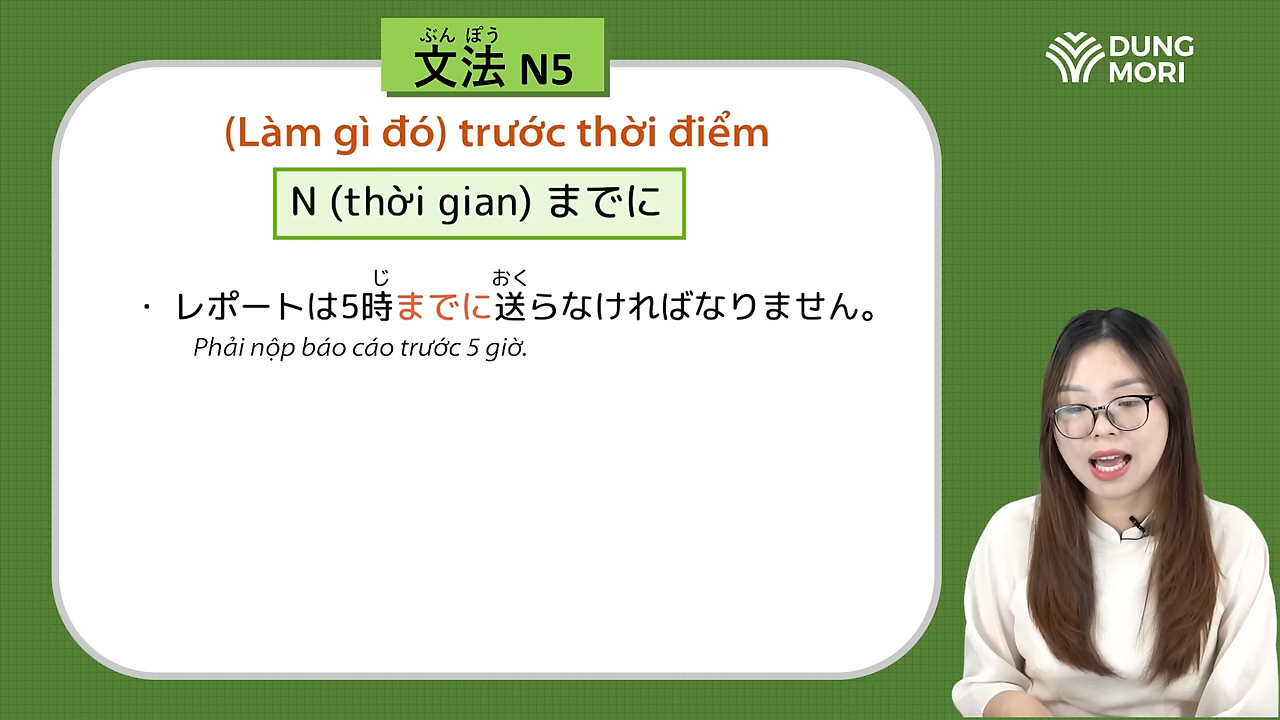 ぶん ぽう
文法 N5
DUNG
MORI
(Làm gì đó) trước thời điểm
N (thời gian) までに
じ おく
・ レポートは5時までに送らなければなりません。
Phải nộp báo cáo trước 5 giờ.